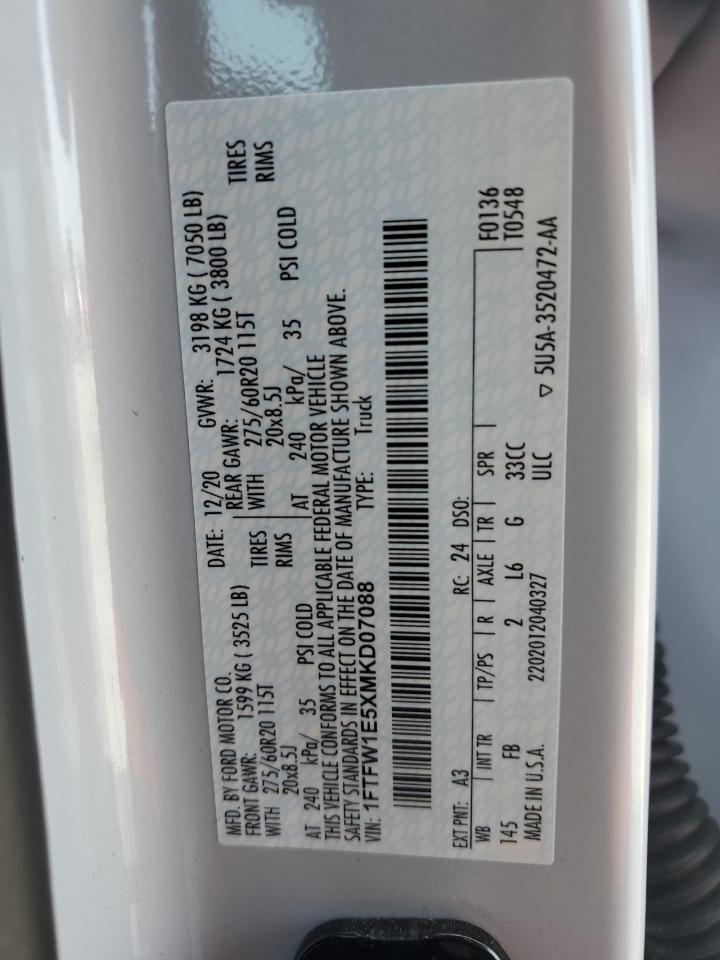 MFD. BY FORD MOTOR CO.
DATE: 12/20 GVWR: 3198 KG ( 7050 LB)
FRONT GAWR: 1599 KG ( 3525 LB)
REAR GAWR: 1724 KG ( 3800 LB)
WITH 275/60R20 115T TIRES
WITH 275/60R20 115T TIRES
20x8.5J RIMS
20x8.5J RIMS
AT 240 kPa/ 35 PSI COLD
AT 240 kPa/ 35 PSI COLD
THIS VEHICLE CONFORMS TO ALL APPLICABLE FEDERAL MOTOR VEHICLE
SAFETY STANDARDS IN EFFECT ON THE DATE OF MANUFACTURE SHOWN ABOVE.
VIN: 1FTFW1E5XMKD07088 TYPE: Truck
EXT PNT: A3 RC: 24 DSO: F0136
WB INT TR TP/PS R AXLE TR SPR T0548
145 FB 2 L6 G 33CC
ULC
MADE IN U.S.A. 2202012040327 ▽ 5U5A-3520472-AA